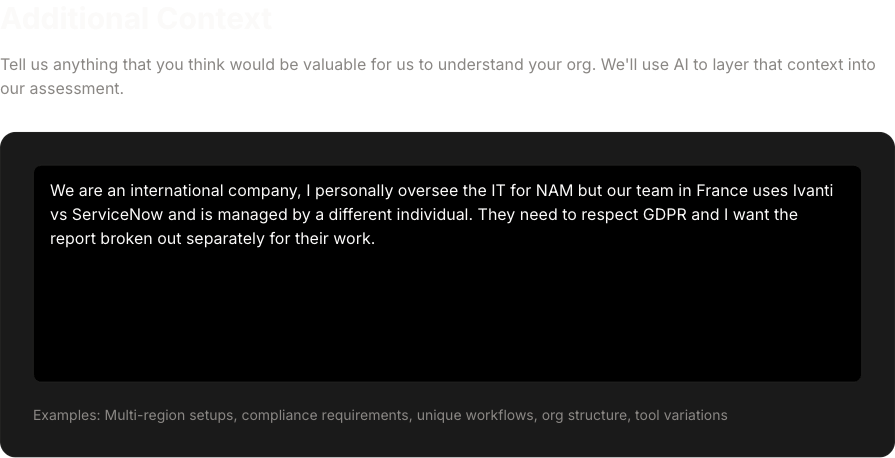 Additional Context
Tell us anything that you think would be valuable for us to understand your org. We'll use AI to layer that context into
our assessment.
We are an international company, I personally oversee the IT for NAM but our team in France uses Ivanti
vs ServiceNow and is managed by a different individual. They need to respect GDPR and I want the
report broken out separately for their work.
Examples: Multi-region setups, compliance requirements, unique workflows, org structure, tool variations